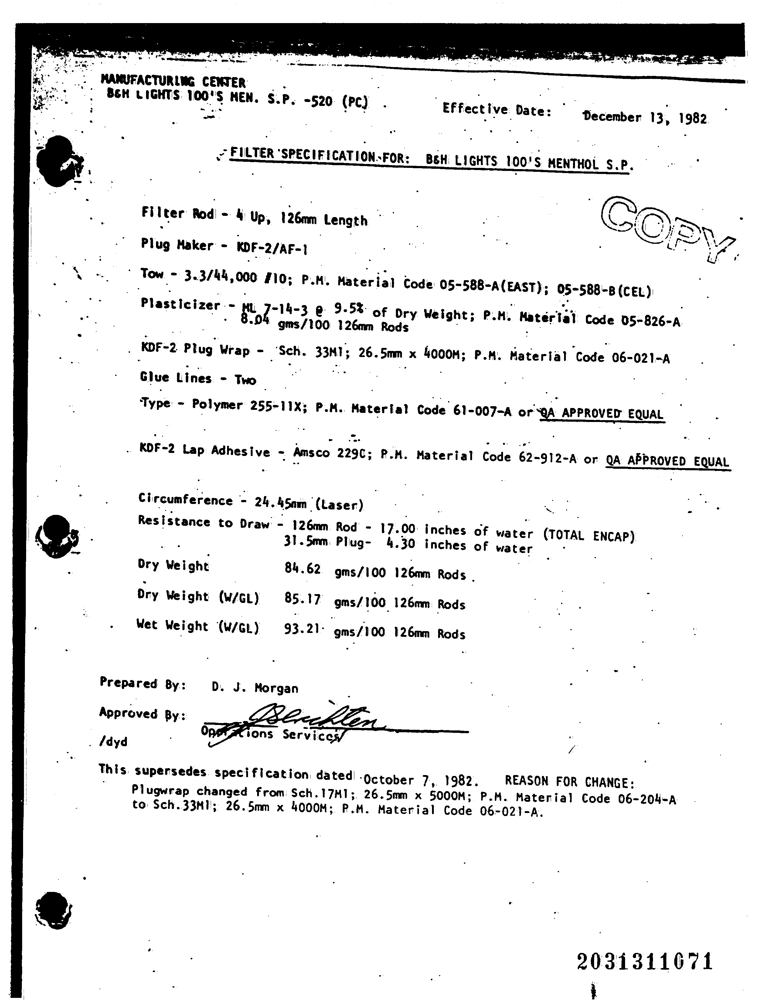 MANUFACTURING CENTER
B&H LIGHTS 100'S MEN. S.P. -520 (PC)
Effective Date: December 13, 1982
FILTER SPECIFICATION FOR: B&H LIGHTS 100'S MENTHOL S.P.
COPY
Filter Rod - 4 Up, 126mm Length
Plug Maker - KDF-2/AF-1
Tow - 3.3/44,000 #10; P.M. Material Code 05-588-A(EAST); 05-588-B(CEL)
Plasticizer - ML 7-14-3 @ 9.5% of Dry Weight; P.M. Material Code 05-826-A
8.04 gms/100 126mm Rods
KDF-2 Plug Wrap - Sch. 33M1; 26.5mm x 4000M; P.M. Material Code 06-021-A
Glue Lines - Two
Type - Polymer 255-11X; P.M. Material Code 61-007-A or QA APPROVED EQUAL
KDF-2 Lap Adhesive - Amsco 229C; P.M. Material Code 62-912-A or QA APPROVED EQUAL
Circumference - 24.45mm (Laser)
Resistance to Draw - 126mm Rod - 17.00 inches of water (TOTAL ENCAP)
31.5mm Plug- 4.30 inches of water
Dry Weight 84.62 gms/100 126mm Rods
Dry Weight (W/GL) 85.17 gms/100 126mm Rods
Wet Weight (W/GL) 93.21 gms/100 126mm Rods
Prepared By: D. J. Morgan
Approved By:
Operations Services
/dyd
This supersedes specification dated October 7, 1982. REASON FOR CHANGE:
Plugwrap changed from Sch.17M1; 26.5mm x 5000M; P.M. Material Code 06-204-A
to Sch.33M1; 26.5mm x 4000M; P.M. Material Code 06-021-A.
2031311071